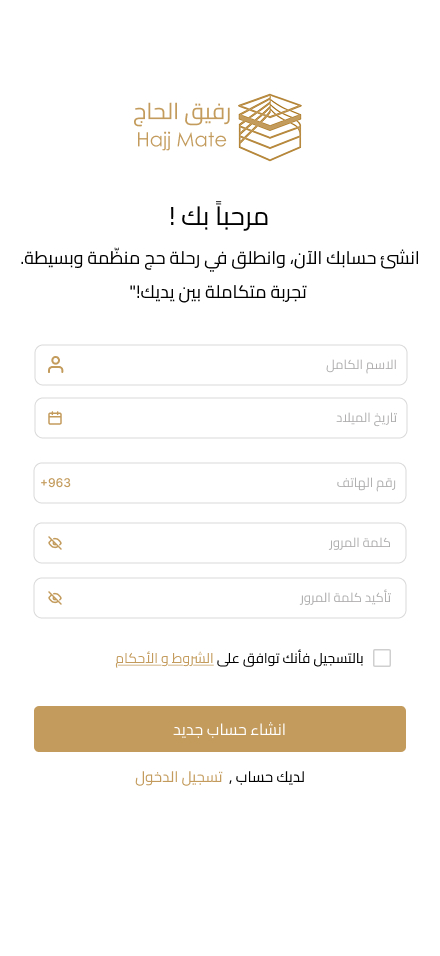 رفيق الحاج
Hajj Mate
مرحباً بك !
انشئ حسابك الآن، وانطلق في رحلة حج منظّمة وبسيطة.
تجربة متكاملة بين يديك!"
الاسم الكامل
تاريخ الميلاد
رقم الهاتف
+963
كلمة المرور
تأكيد كلمة المرور
بالتسجيل فأنك توافق على الشروط و الأحكام
انشاء حساب جديد
لديك حساب , تسجيل الدخول